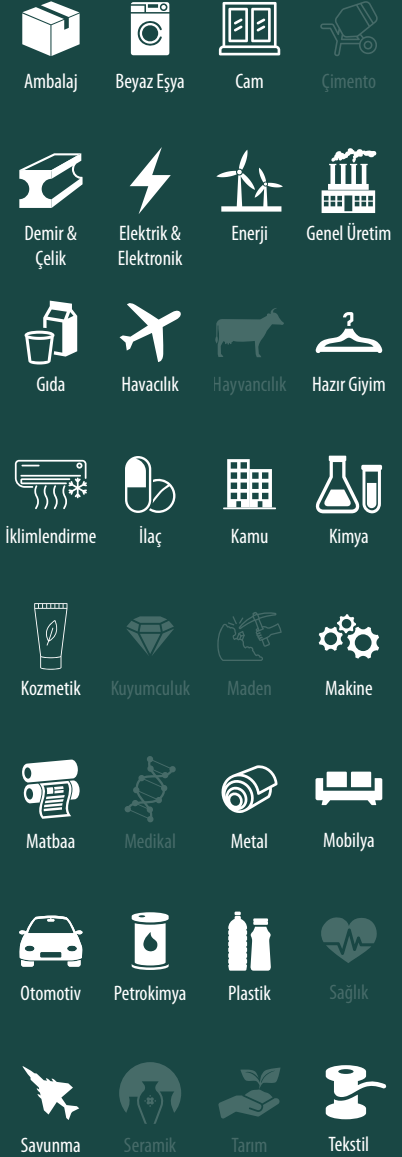 Ambalaj
Beyaz Eşya
Cam
Çimento
Demir &
Çelik
Elektrik &
Elektronik
Enerji
Genel Üretim
Gıda
Havacılık
Hayvancılık
Hazır Giyim
İklimlendirme
İlaç
Kamu
Kimya
Kozmetik
Kuyumculuk
Maden
Makine
Matbaa
Medikal
Metal
Mobilya
Otomotiv
Petrokimya
Plastik
Sağlık
Savunma
Seramik
Tarım
Tekstil